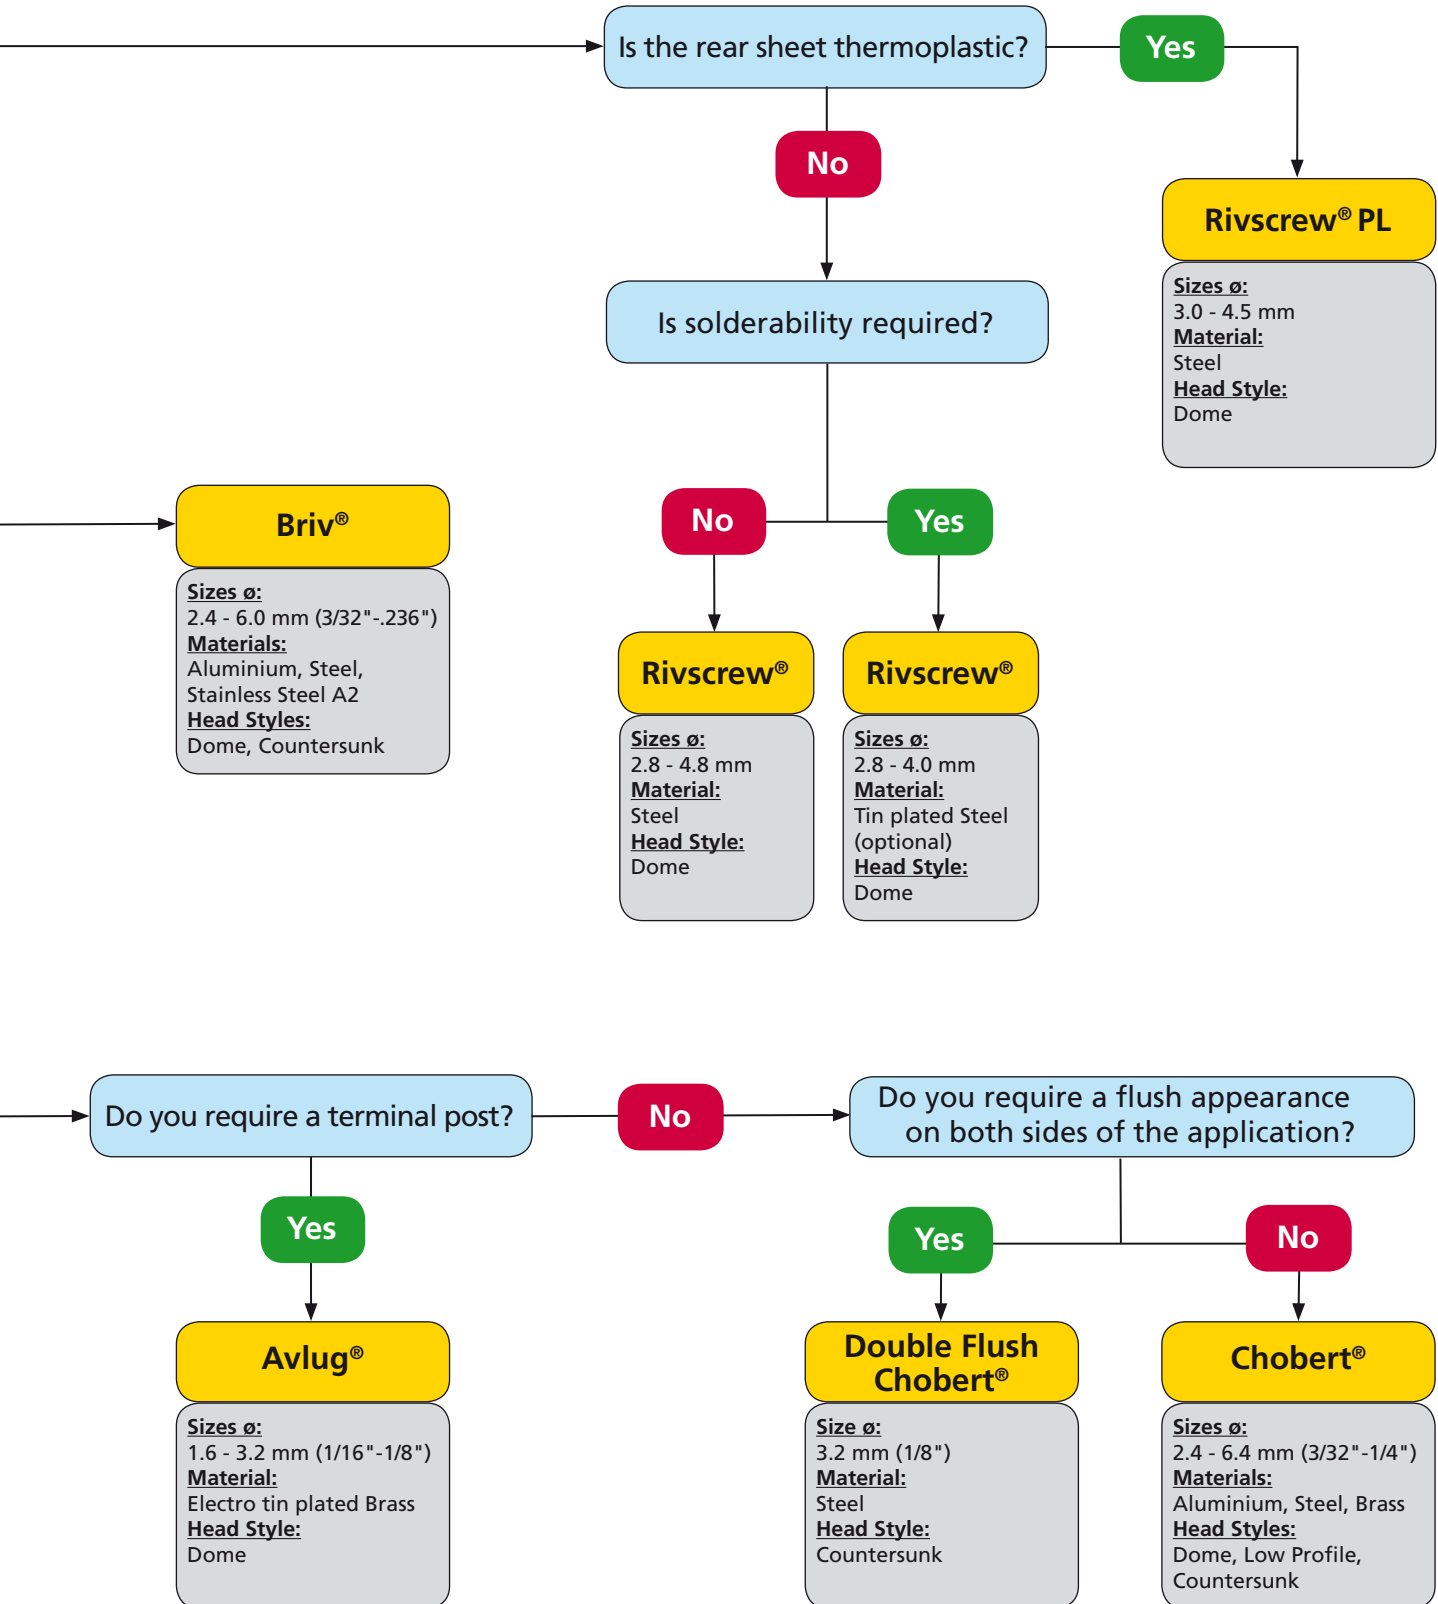 Is the rear sheet thermoplastic?
Yes
No
Rivscrew® PL
Sizes ø:
3.0 - 4.5 mm
Material:
Steel
Head Style:
Dome
Is solderability required?
No
Yes
Briv®
Sizes ø:
2.4 - 6.0 mm (3/32"-.236")
Materials:
Aluminium, Steel,
Stainless Steel A2
Head Styles:
Dome, Countersunk
Rivscrew®
Sizes ø:
2.8 - 4.8 mm
Material:
Steel
Head Style:
Dome
Rivscrew®
Sizes ø:
2.8 - 4.0 mm
Material:
Tin plated Steel
(optional)
Head Style:
Dome
Do you require a terminal post?
No
Do you require a flush appearance
on both sides of the application?
Yes
Yes
No
Avlug®
Sizes ø:
1.6 - 3.2 mm (1/16"-1/8")
Material:
Electro tin plated Brass
Head Style:
Dome
Double Flush
Chobert®
Size ø:
3.2 mm (1/8")
Material:
Steel
Head Style:
Countersunk
Chobert®
Sizes ø:
2.4 - 6.4 mm (3/32"-1/4")
Materials:
Aluminium, Steel, Brass
Head Styles:
Dome, Low Profile,
Countersunk